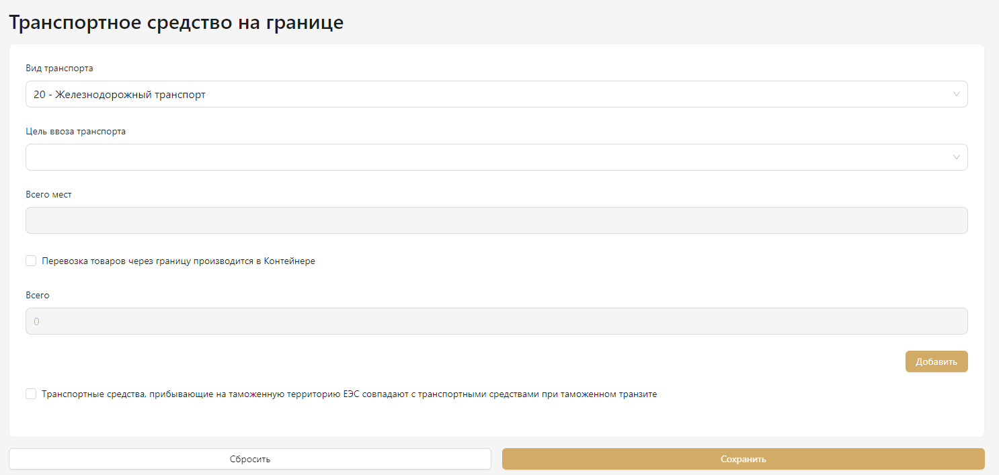 Транспортное средство на границе
Вид транспорта
20 - Железнодорожный транспорт
Цель ввоза транспорта
Всего мест
Перевозка товаров через границу производится в Контейнере
Всего
0
Добавить
Транспортные средства, прибывающие на таможенную территорию ЕЭС совпадают с транспортными средствами при таможенном транзите
Сбросить
Сохранить